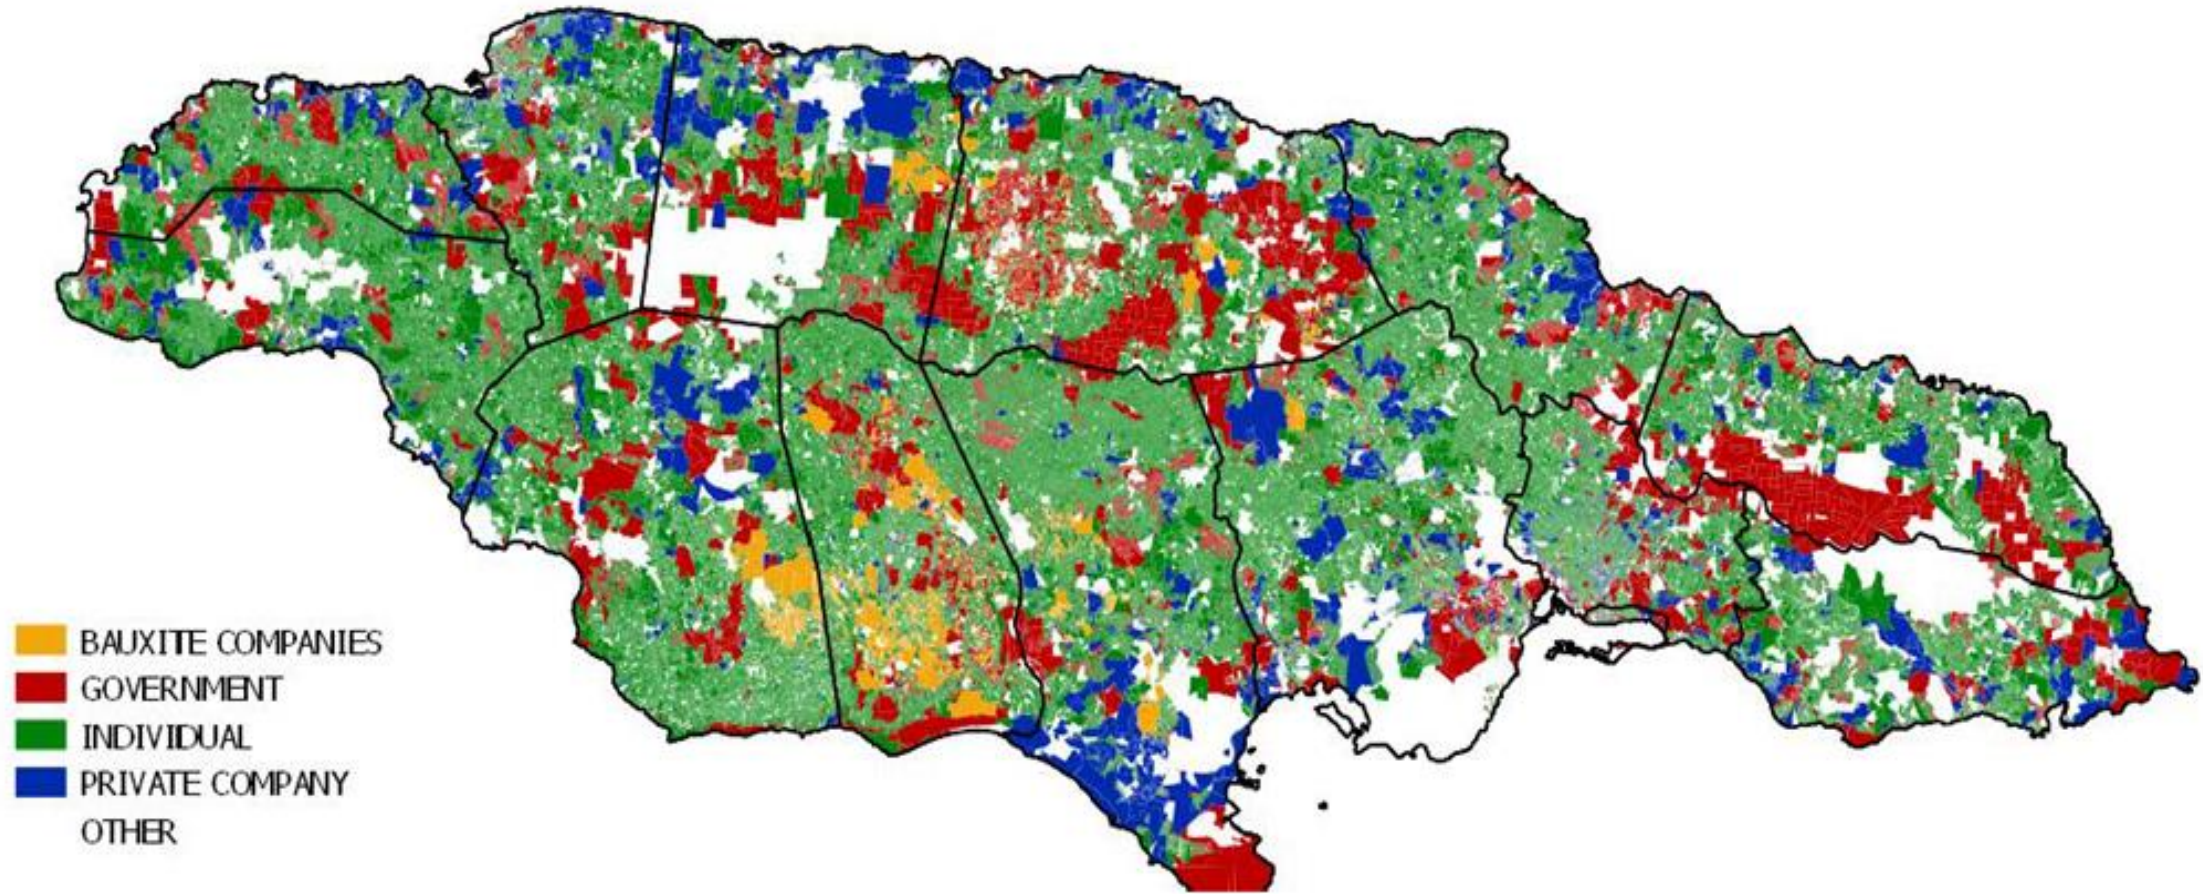 BAUXITE COMPANIES
GOVERNMENT
INDIVIDUAL
PRIVATE COMPANY
OTHER